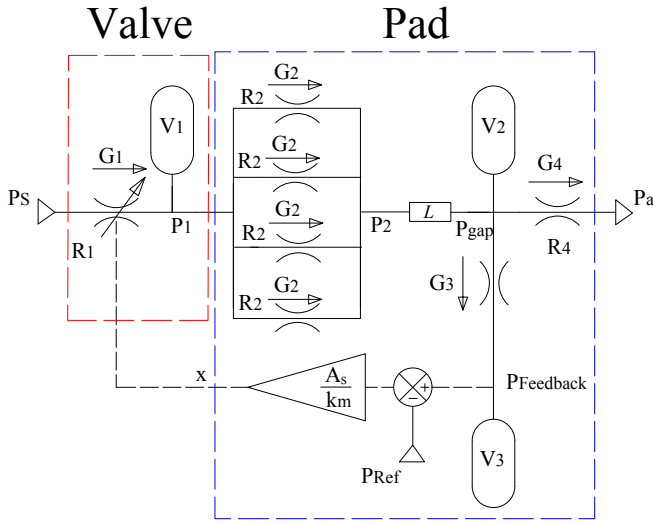 Valve Pad
G2
R2
V1
V2
G2
G1
R2
G4
G2
Ps
Pa
P1
R2
P2
L
Pgap
R1
R4
G2
G3
R2
x
As
km
+
-
PFeedback
PRef
V3